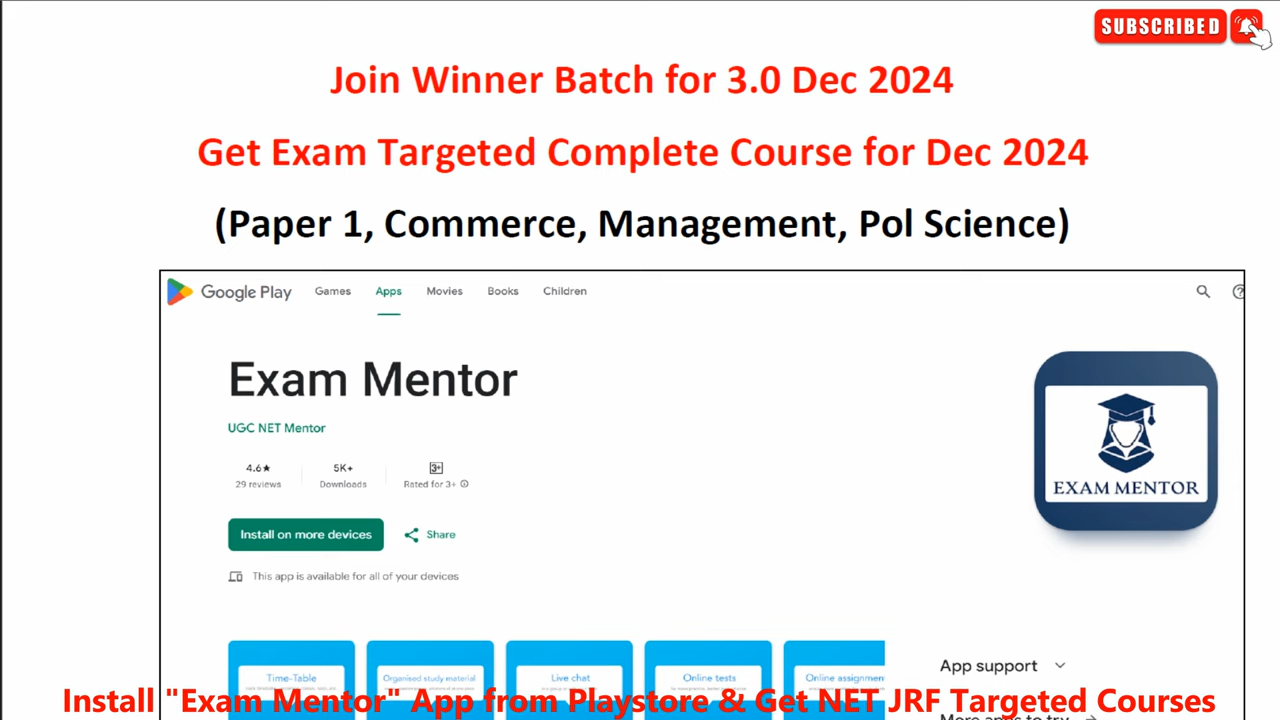 SUBSCRIBED
Join Winner Batch for 3.0 Dec 2024
Get Exam Targeted Complete Course for Dec 2024
(Paper 1, Commerce, Management, Pol Science)
Google Play Games Apps Movies Books Children
Exam Mentor
UGC NET Mentor
4.6★ 5K+ 3+
29 reviews Downloads Rated for 3+
EXAM MENTOR
Install on more devices Share
This app is available for all of your devices
App support
Time-Table Organised study material Live chat Online tests Online assignmen
Install "Exam Mentor" App from Playstore & Get NET JRF Targeted Courses